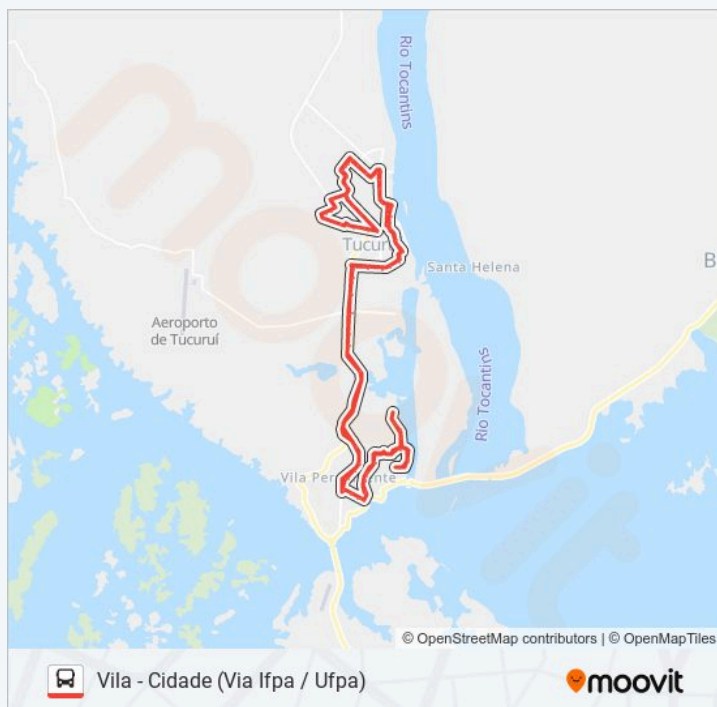 Rio Tocantins
Tucuruí
Santa Helena
B
Aeroporto
de Tucuruí
Rio Tocantins
Vila Permanente
© OpenStreetMap contributors | © OpenMapTiles
Vila - Cidade (Via Ifpa / Ufpa)
moovit